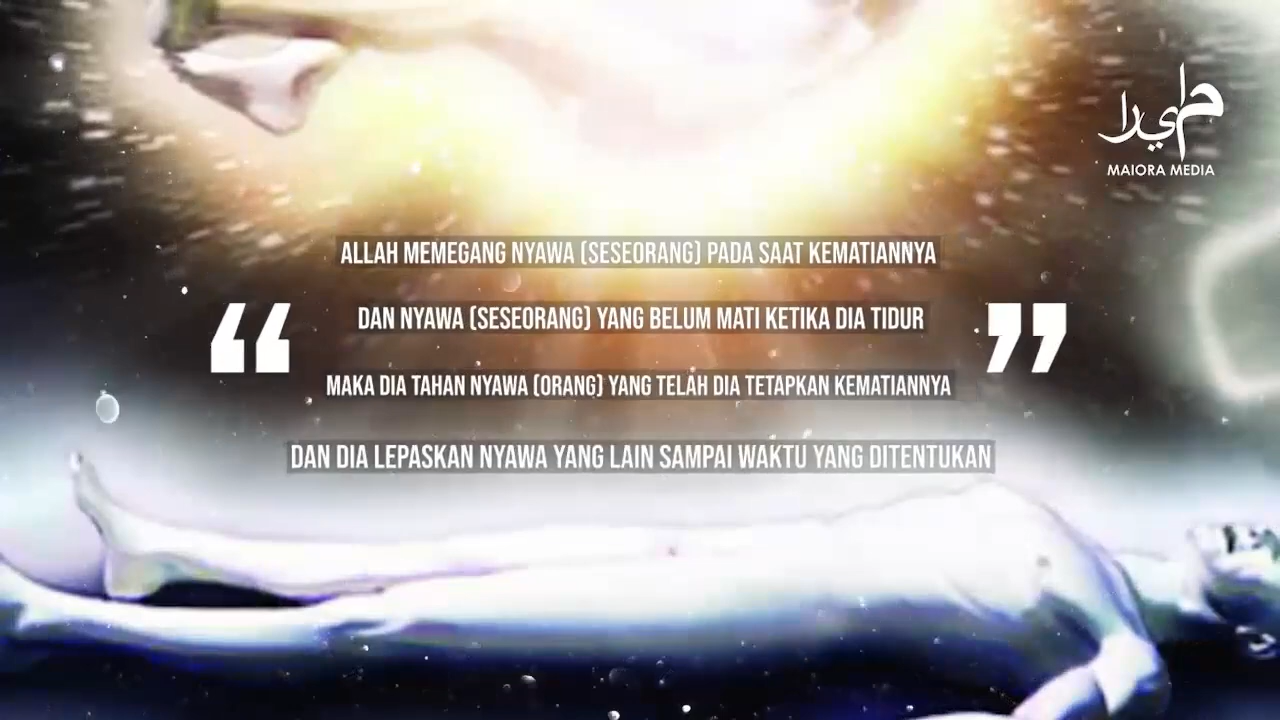 مايورا
MAIORA MEDIA
ALLAH MEMEGANG NYAWA (SESEORANG) PADA SAAT KEMATIANNYA
“ DAN NYAWA (SESEORANG) YANG BELUM MATI KETIKA DIA TIDUR ”
MAKA DIA TAHAN NYAWA (ORANG) YANG TELAH DIA TETAPKAN KEMATIANNYA
DAN DIA LEPASKAN NYAWA YANG LAIN SAMPAI WAKTU YANG DITENTUKAN